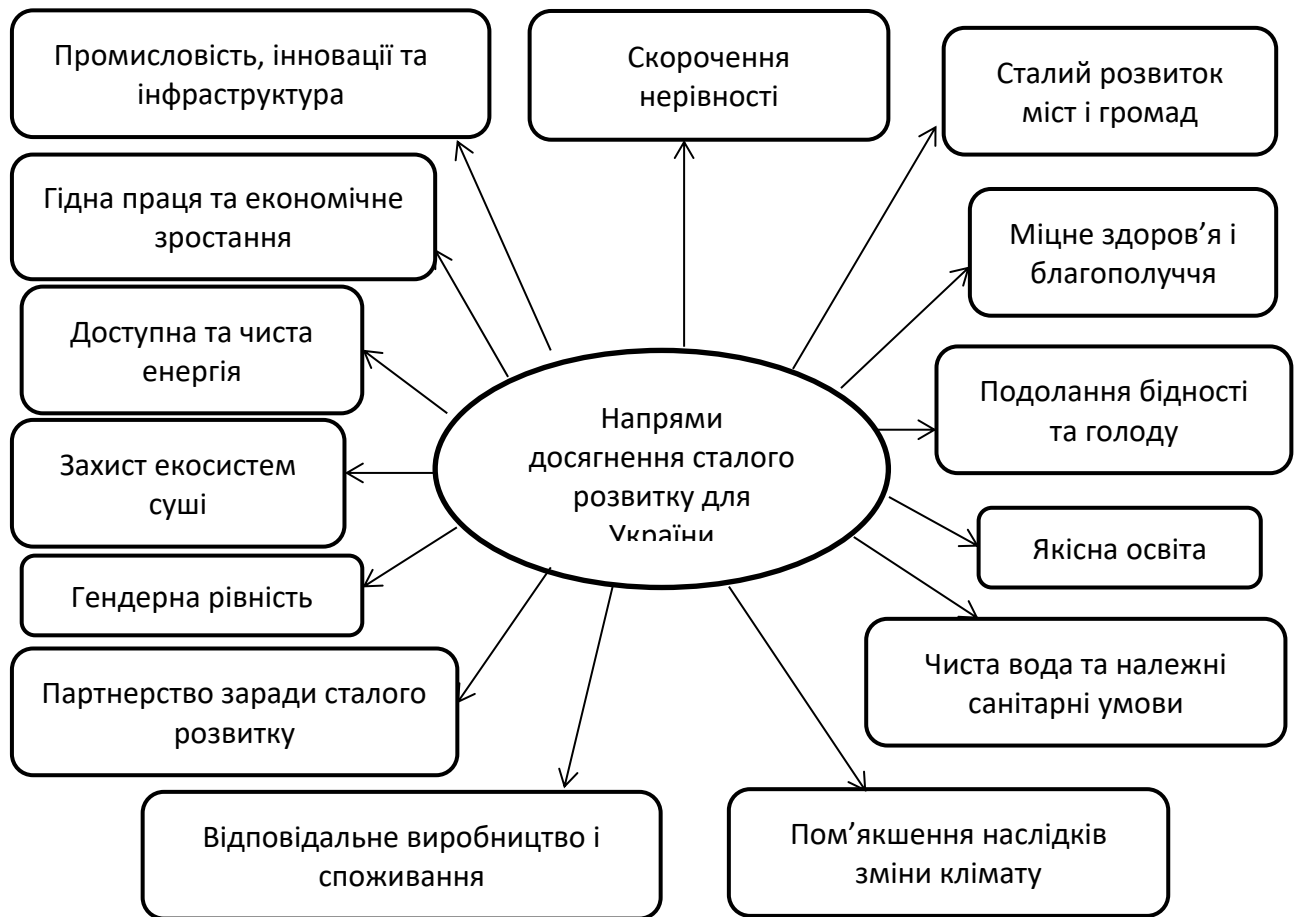 Промисловість, інновації та
інфраструктура
Скорочення
нерівності
Сталий розвиток
міст і громад
Гідна праця та економічне
зростання
Міцне здоров’я і
благополуччя
Доступна та чиста
енергія
Подолання бідності
та голоду
Напрями
досягнення сталого
розвитку для
України
Захист екосистем
суші
Якісна освіта
Гендерна рівність
Чиста вода та належні
санітарні умови
Партнерство заради сталого
розвитку
Відповідальне виробництво і
споживання
Пом’якшення наслідків
зміни клімату